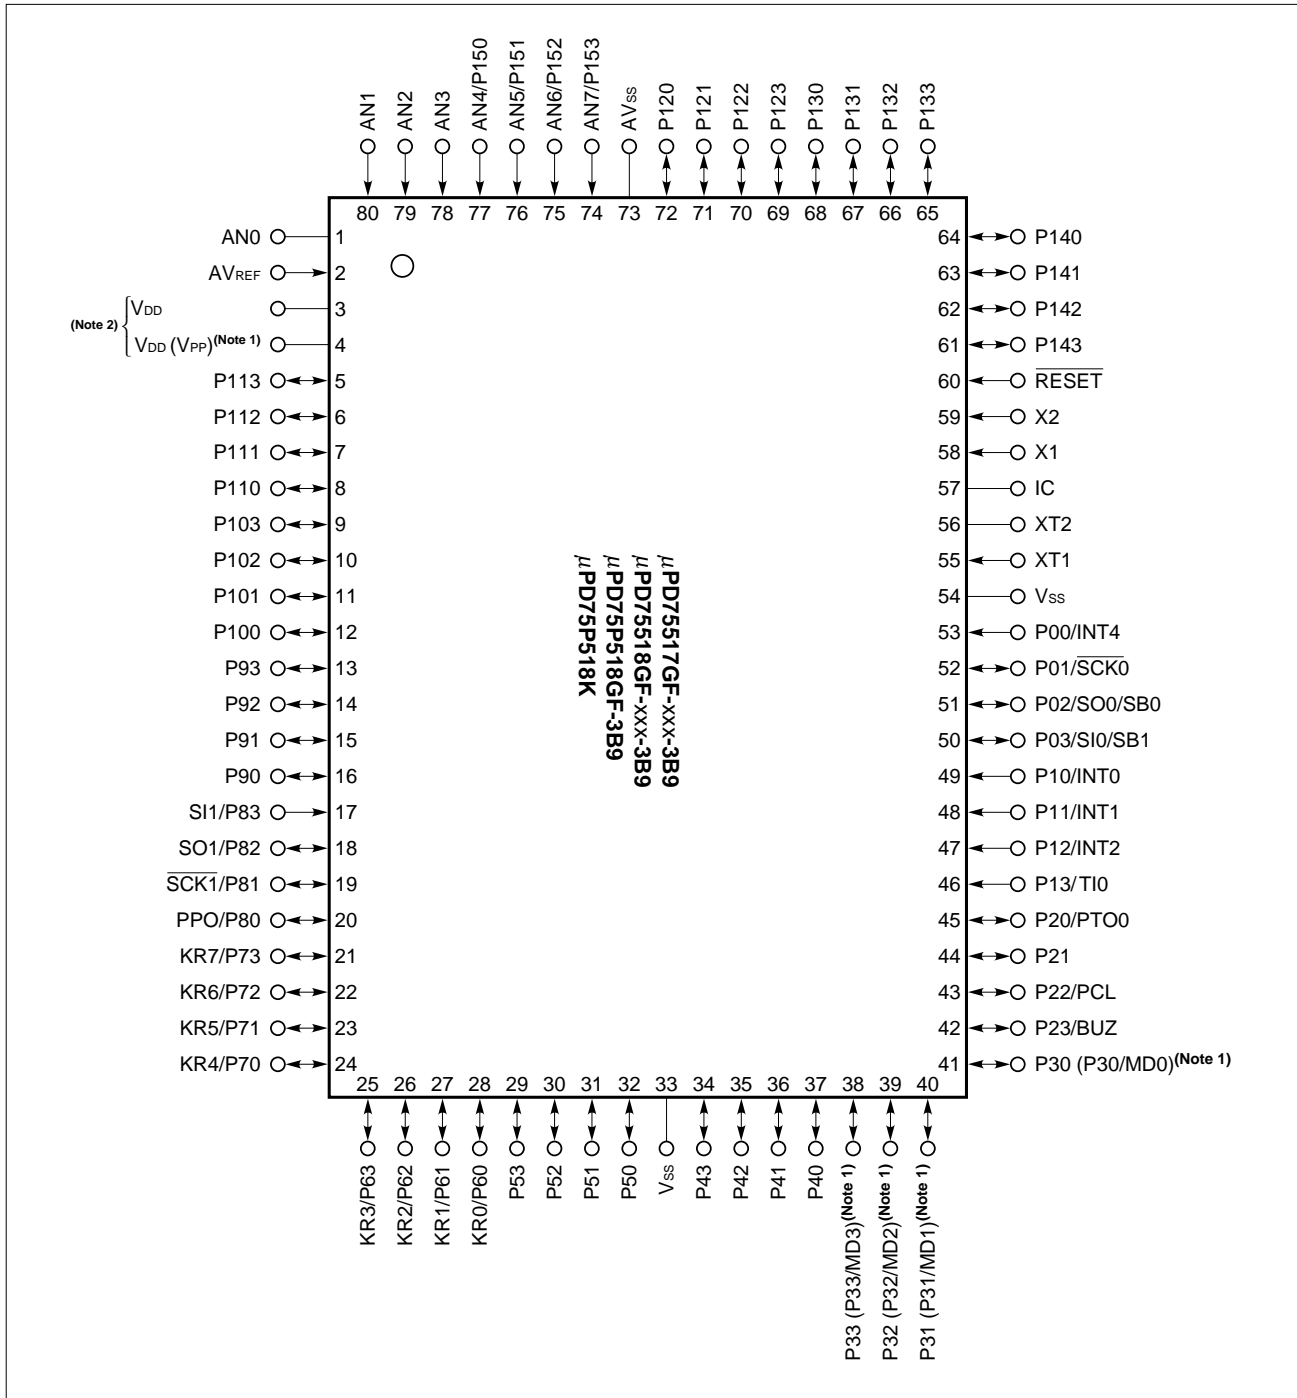 AN1
AN2
AN3
AN4/P150
AN5/P151
AN6/P152
AN7/P153
AVSS
P120
P121
P122
P123
P130
P131
P132
P133
80 79 78 77 76 75 74 73 72 71 70 69 68 67 66 65
AN0 1
AVREF 2
(Note 2)
VDD 3
VDD (VPP)(Note 1) 4
P113 5
P112 6
P111 7
P110 8
P103 9
P102 10
P101 11
P100 12
P93 13
P92 14
P91 15
P90 16
SI1/P83 17
SO1/P82 18
S̅C̅K̅1̅/P81 19
PPO/P80 20
KR7/P73 21
KR6/P72 22
KR5/P71 23
KR4/P70 24
µPD75517GF-xxx-3B9
µPD75518GF-xxx-3B9
µPD75P518GF-3B9
µPD75P518K
64 P140
63 P141
62 P142
61 P143
60 R̅E̅S̅E̅T̅
59 X2
58 X1
57 IC
56 XT2
55 XT1
54 VSS
53 P00/INT4
52 P01/S̅C̅K̅0
51 P02/SO0/SB0
50 P03/SI0/SB1
49 P10/INT0
48 P11/INT1
47 P12/INT2
46 P13/TI0
45 P20/PTO0
44 P21
43 P22/PCL
42 P23/BUZ
41 P30 (P30/MD0)(Note 1)
25 26 27 28 29 30 31 32 33 34 35 36 37 38 39 40
KR3/P63
KR2/P62
KR1/P61
KR0/P60
P53
P52
P51
P50
VSS
P43
P42
P41
P40
P33 (P33/MD3)(Note 1)
P32 (P32/MD2)(Note 1)
P31 (P31/MD1)(Note 1)